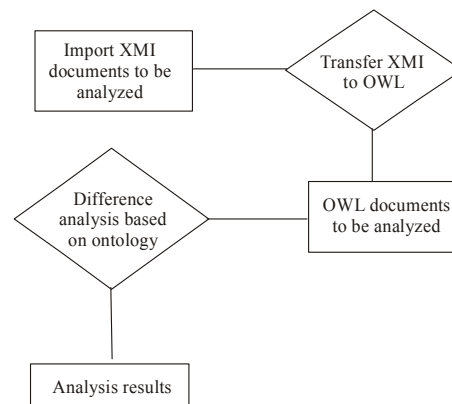 Import XMI
documents to be
analyzed
Transfer XMI
to OWL
OWL documents
to be analyzed
Difference
analysis based
on ontology
Analysis results